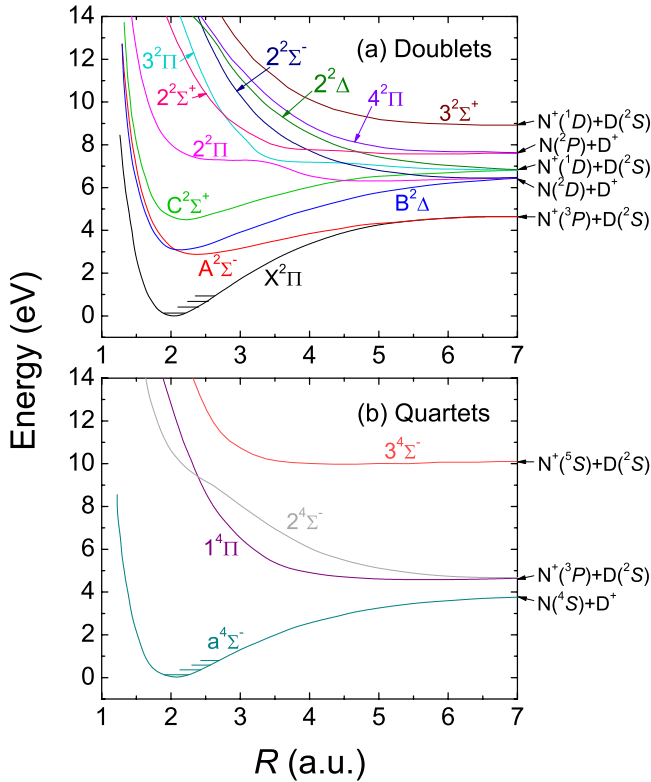 14
12
10
8
6
4
2
0
(a) Doublets
2²Σ⁻
3²Π
2²Δ
2²Σ⁺
4²Π
3²Σ⁺
2²Π
C²Σ⁺
B²Δ
A²Σ⁻
X²Π
N⁺(¹D)+D(²S)
N(²P)+D⁺
N⁺(¹D)+D(²S)
N(²D)+D⁺
N⁺(³P)+D(²S)
1 2 3 4 5 6 7
Energy (eV)
14
12
10
8
6
4
2
0
(b) Quartets
3⁴Σ⁻
2⁴Σ⁻
1⁴Π
a⁴Σ⁻
N⁺(⁵S)+D(²S)
N⁺(³P)+D(²S)
N(⁴S)+D⁺
1 2 3 4 5 6 7
R (a.u.)